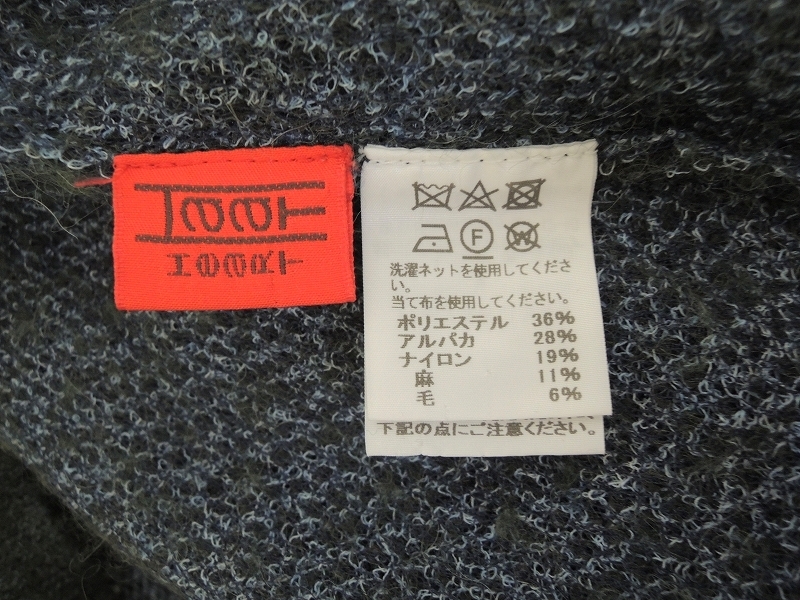 F
W
洗濯ネットを使用してくださ
い。
当て布を使用してください。
ポリエステル 36%
アルパカ 28%
ナイロン 19%
麻 11%
毛 6%
下記の点にご注意ください。